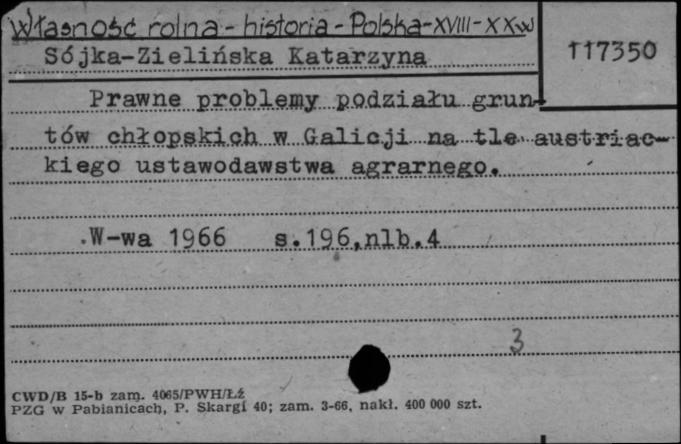 Własność rolna - historia - Polska - XVIII - XX w
Sójka-Zielińska Katarzyna
117350
Prawne problemy podziału grun-
tów chłopskich w Galicji na tle austriac-
kiego ustawodawstwa agrarnego.
W-wa 1966 s.196,nlb.4
3
CWD/B 15-b zam. 4065/PWH/Łź
PZG w Pabianicach, P. Skargi 40; zam. 3-66, nakł. 400 000 szt.